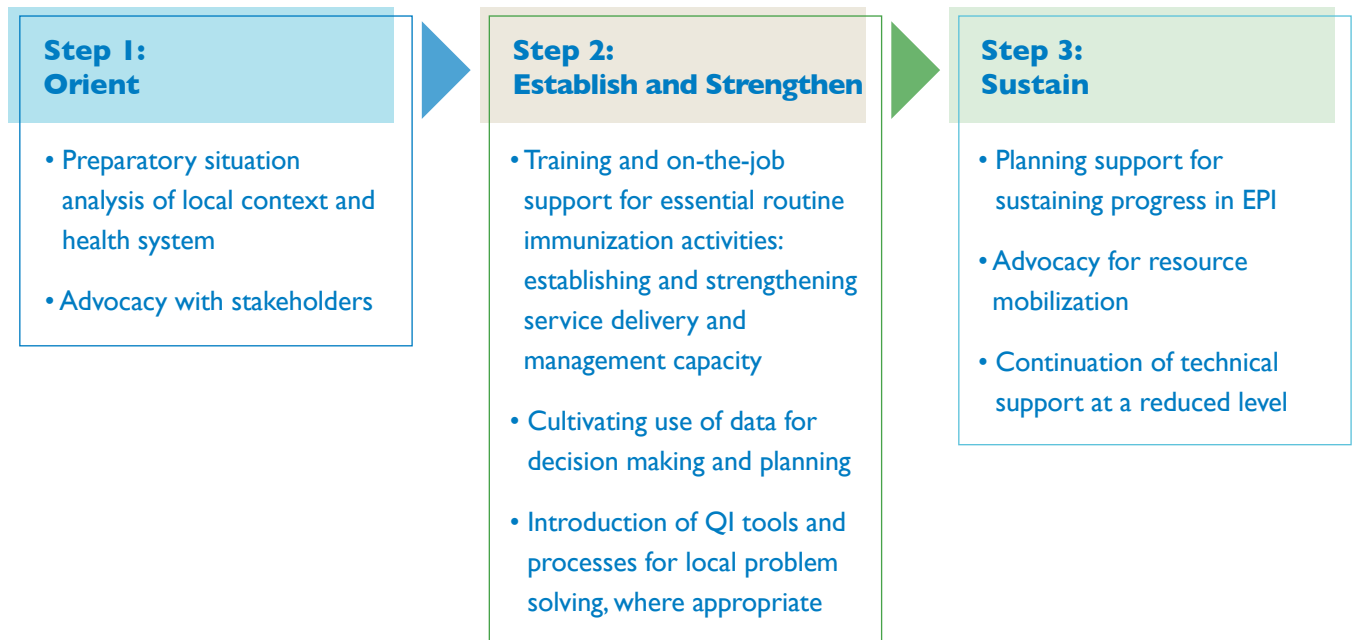 Step 1:
Orient
• Preparatory situation
analysis of local context and
health system
• Advocacy with stakeholders
Step 2:
Establish and Strengthen
• Training and on-the-job
support for essential routine
immunization activities:
establishing and strengthening
service delivery and
management capacity
• Cultivating use of data for
decision making and planning
• Introduction of QI tools and
processes for local problem
solving, where appropriate
Step 3:
Sustain
• Planning support for
sustaining progress in EPI
• Advocacy for resource
mobilization
• Continuation of technical
support at a reduced level